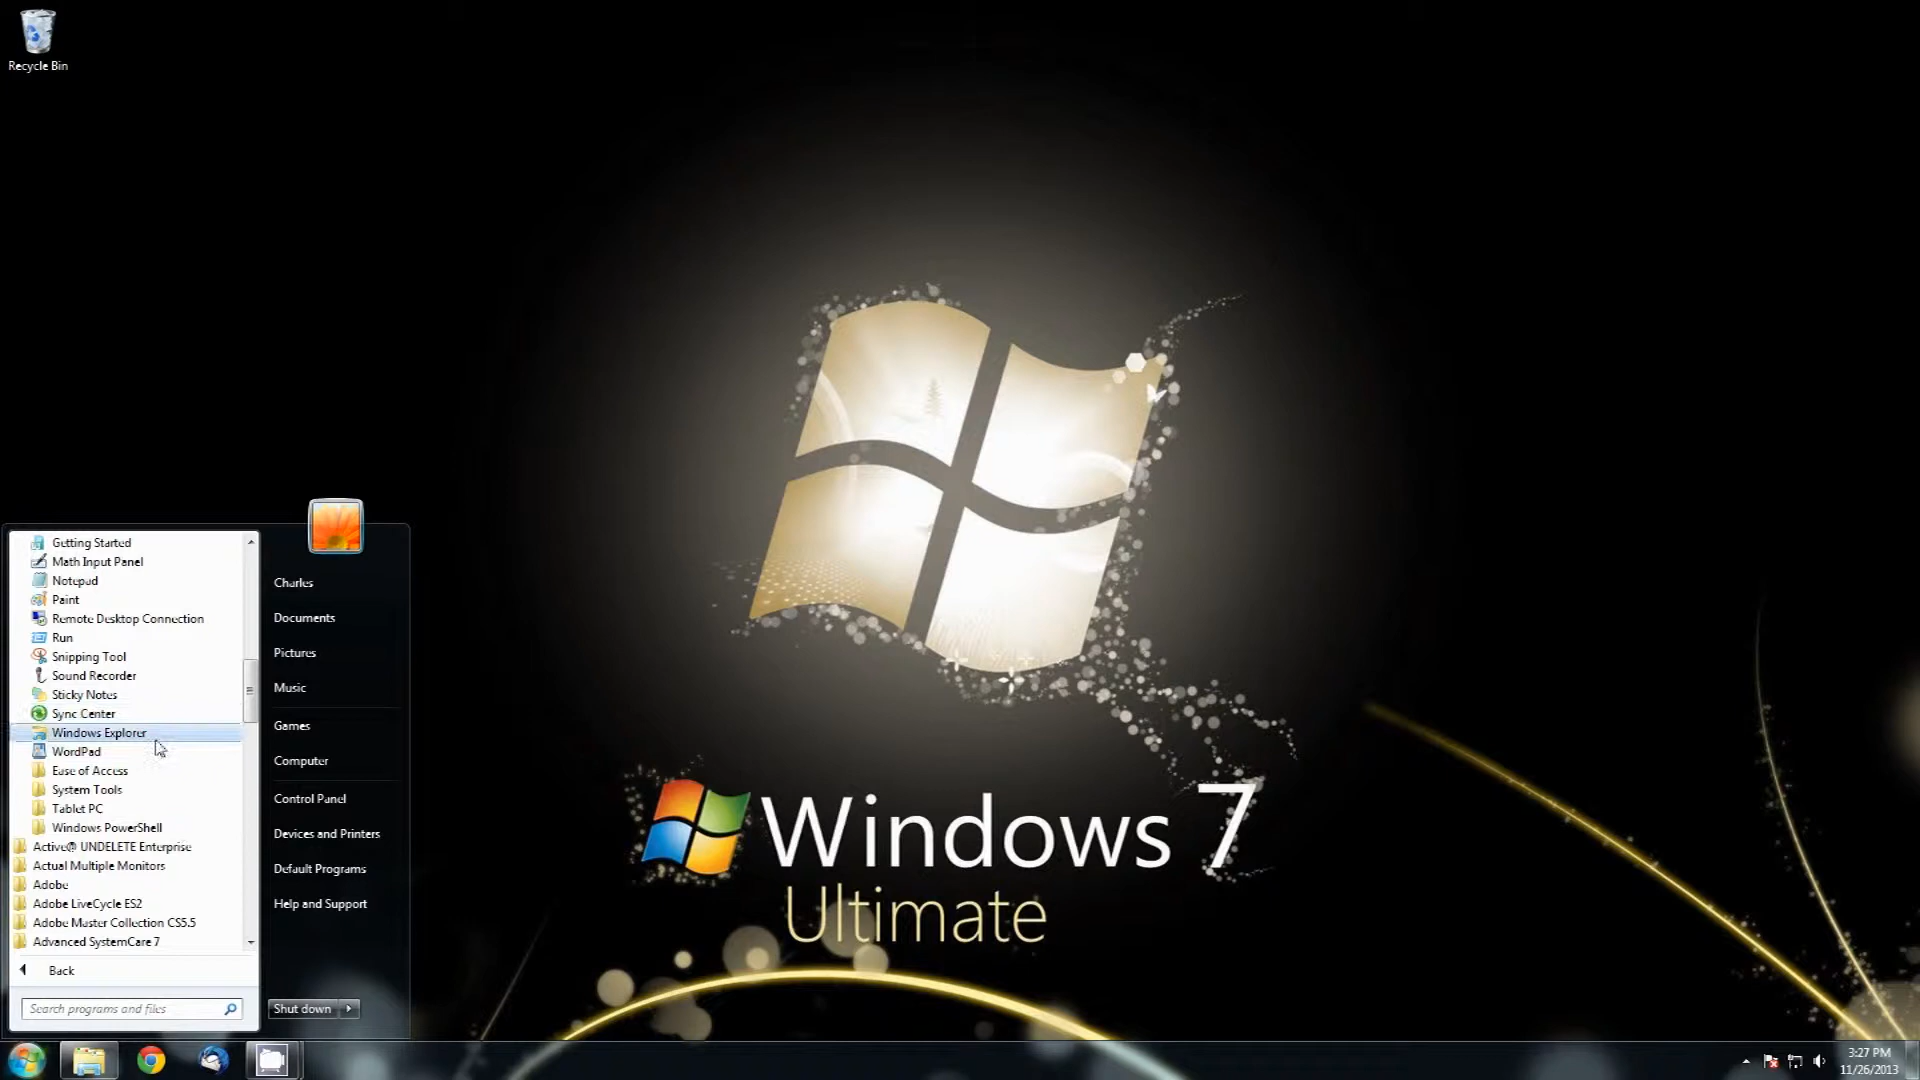 Recycle Bin
Getting Started
Math Input Panel
Notepad
Paint
Remote Desktop Connection
Run
Snipping Tool
Sound Recorder
Sticky Notes
Sync Center
Windows Explorer
WordPad
Ease of Access
System Tools
Tablet PC
Windows PowerShell
Active@ UNDELETE Enterprise
Actual Multiple Monitors
Adobe
Adobe LiveCycle ES2
Adobe Master Collection CS5.5
Advanced SystemCare 7
Back
Search programs and files
Charles
Documents
Pictures
Music
Games
Computer
Control Panel
Devices and Printers
Default Programs
Help and Support
Shut down
Windows 7
Ultimate
3:27 PM
11/26/2013